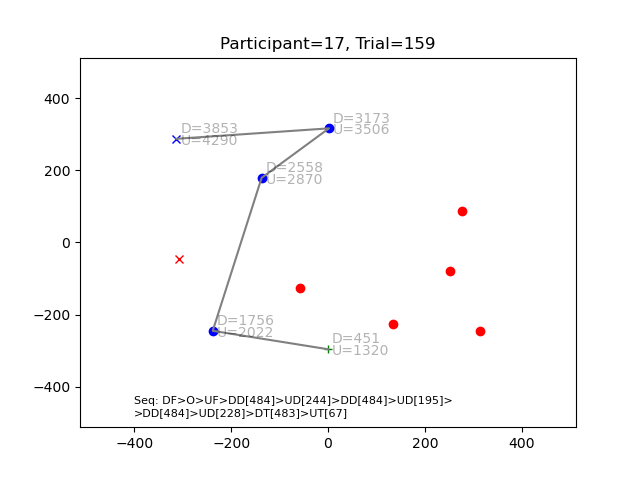 Participant=17, Trial=159
D=3853
U=4290
D=3173
U=3506
D=2558
U=2870
D=1756
U=2022
D=451
U=1320
Seq: DF>O>UF>DD[484]>UD[244]>DD[484]>UD[195]>
>DD[484]>UD[228]>DT[483]>UT[67]
400
200
0
−200
−400
−400 −200 0 200 400